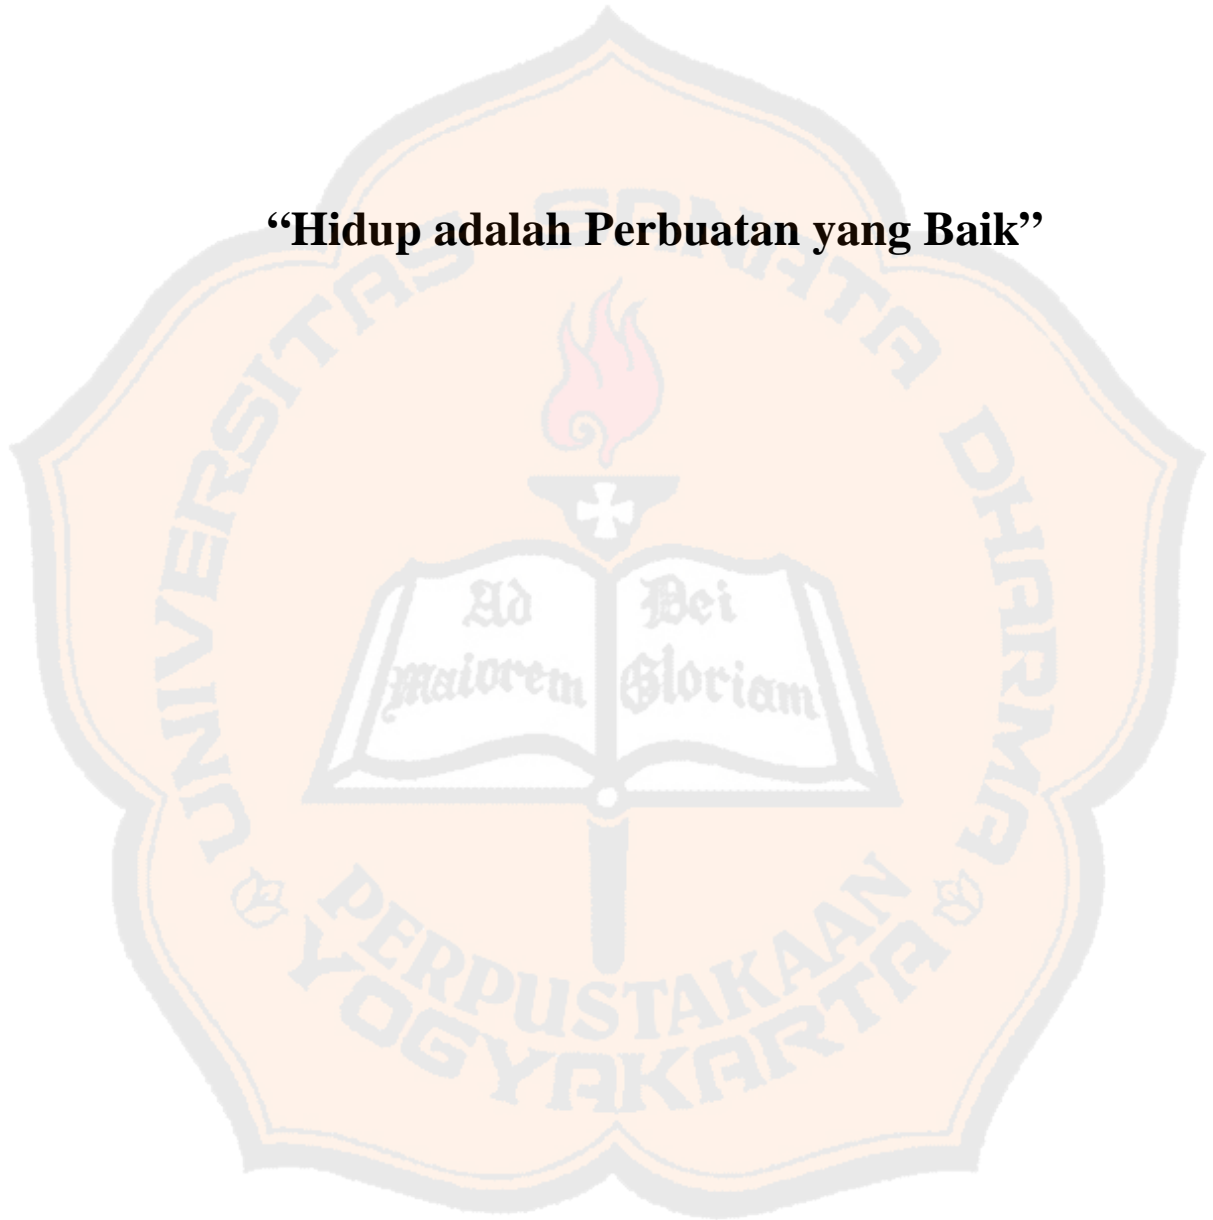 “Hidup adalah Perbuatan yang Baik”
UNIVERSITAS SANATA DHARMA
Ad Dei
Maiorem Gloriam
PERPUSTAKAAN
YOGYAKARTA